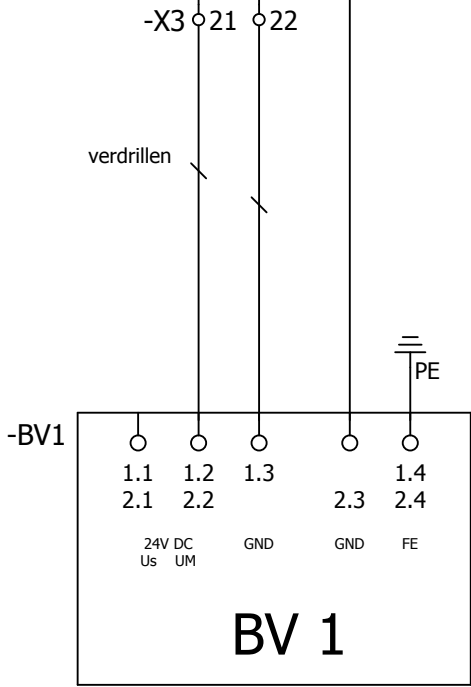 -X3 21 22
verdrillen
PE
-BV1
1.1 1.2 1.3 1.4
2.1 2.2 2.3 2.4
24V DC GND GND FE
Us UM
BV 1